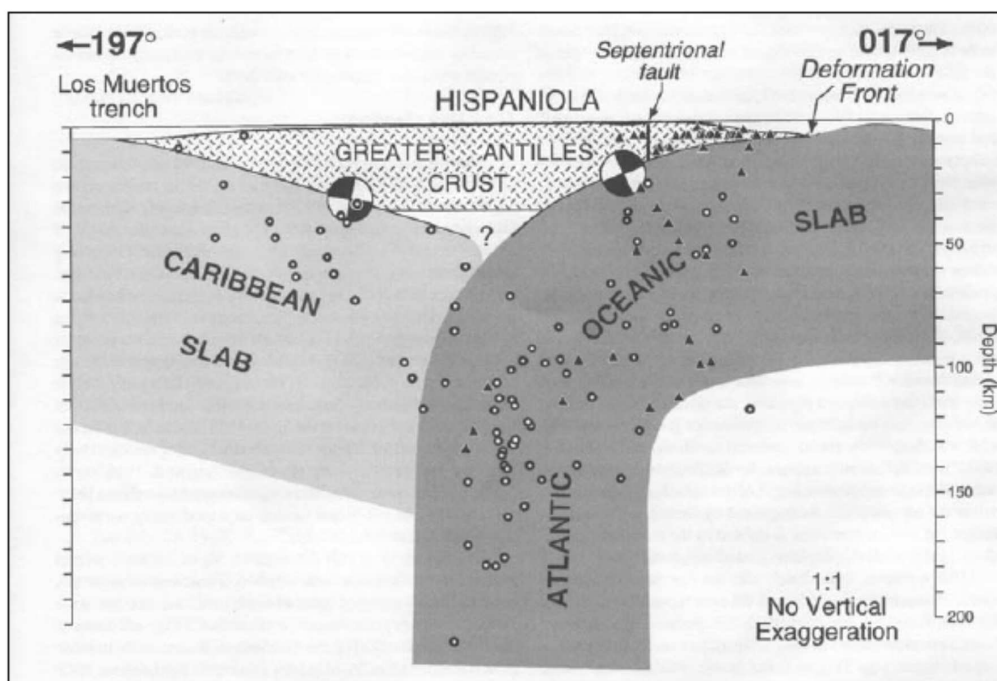 197°
017°
Los Muertos
trench
HISPANIOLA
Septentrional
fault
Deformation
Front
GREATER ANTILLES
CRUST
?
CARIBBEAN
SLAB
ATLANTIC OCEANIC SLAB
0
50
100
150
200
Depth (km)
1:1
No Vertical
Exaggeration